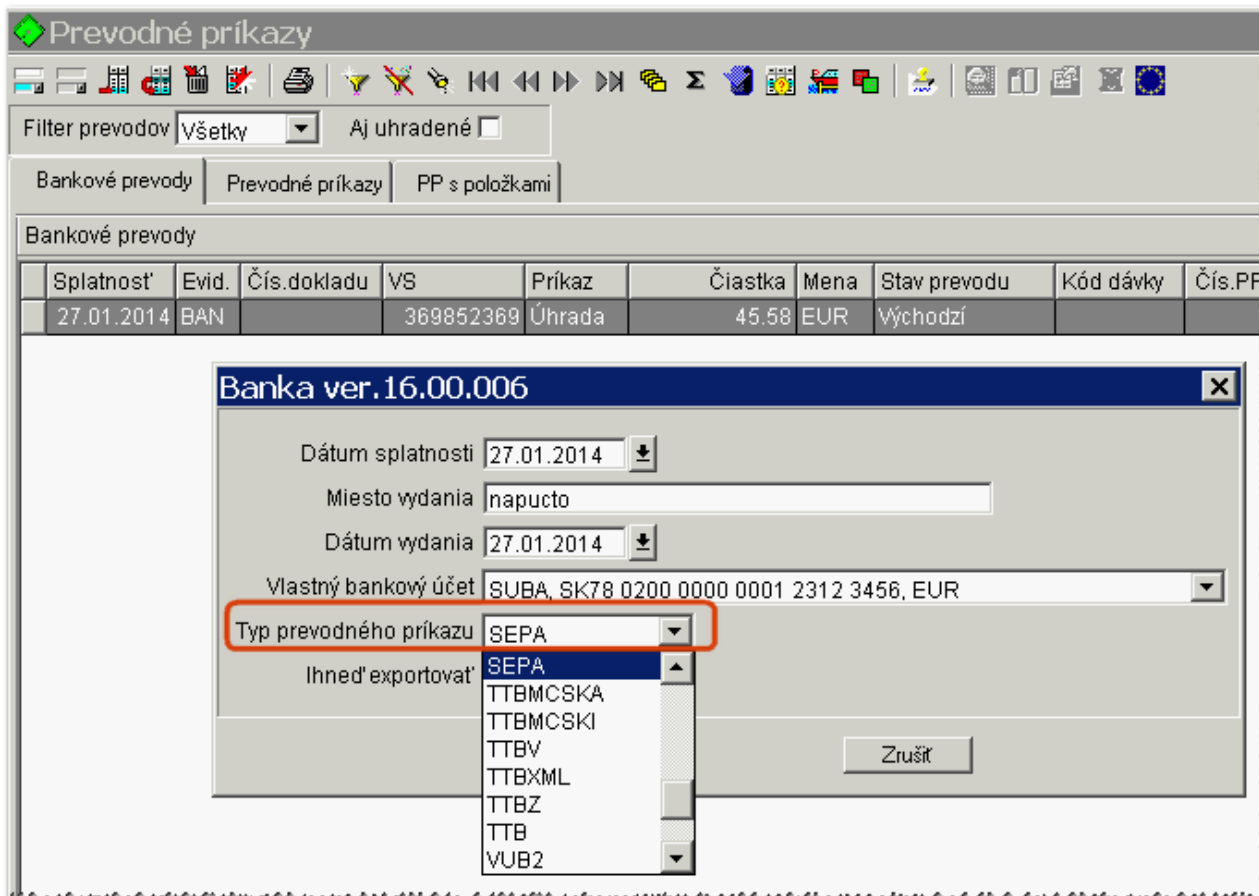 Prevodné príkazy
Σ
Filter prevodov Všetky Aj uhradené
Bankové prevody Prevodné príkazy PP s položkami
Bankové prevody
Splatnosť Evid. Čís.dokladu VS Príkaz Čiastka Mena Stav prevodu Kód dávky Čís.PP
27.01.2014 BAN 369852369 Úhrada 45.58 EUR Východzí
Banka ver.16.00.006
Dátum splatnosti 27.01.2014
Miesto vydania napucto
Dátum vydania 27.01.2014
Vlastný bankový účet SUBA, SK78 0200 0000 0001 2312 3456, EUR
Typ prevodného príkazu SEPA
Ihneď exportovať
SEPA
TTBMCSKA
TTBMCSKI
TTBV
TTBXML
TTBZ
TTB
VUB2
Zrušiť